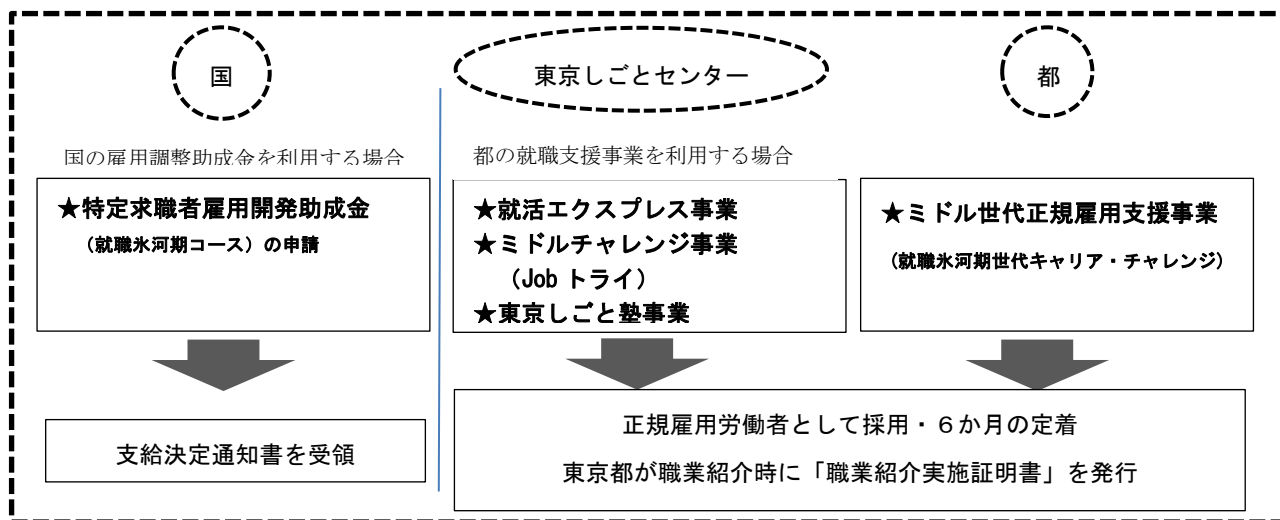 国
東京しごとセンター
都
国の雇用調整助成金を利用する場合
都の就職支援事業を利用する場合
★特定求職者雇用開発助成金
（就職氷河期コース）の申請
★就活エクスプレス事業
★ミドルチャレンジ事業
（Job トライ）
★東京しごと塾事業
★ミドル世代正規雇用支援事業
（就職氷河期世代キャリア・チャレンジ）
支給決定通知書を受領
正規雇用労働者として採用・６か月の定着
東京都が職業紹介時に「職業紹介実施証明書」を発行